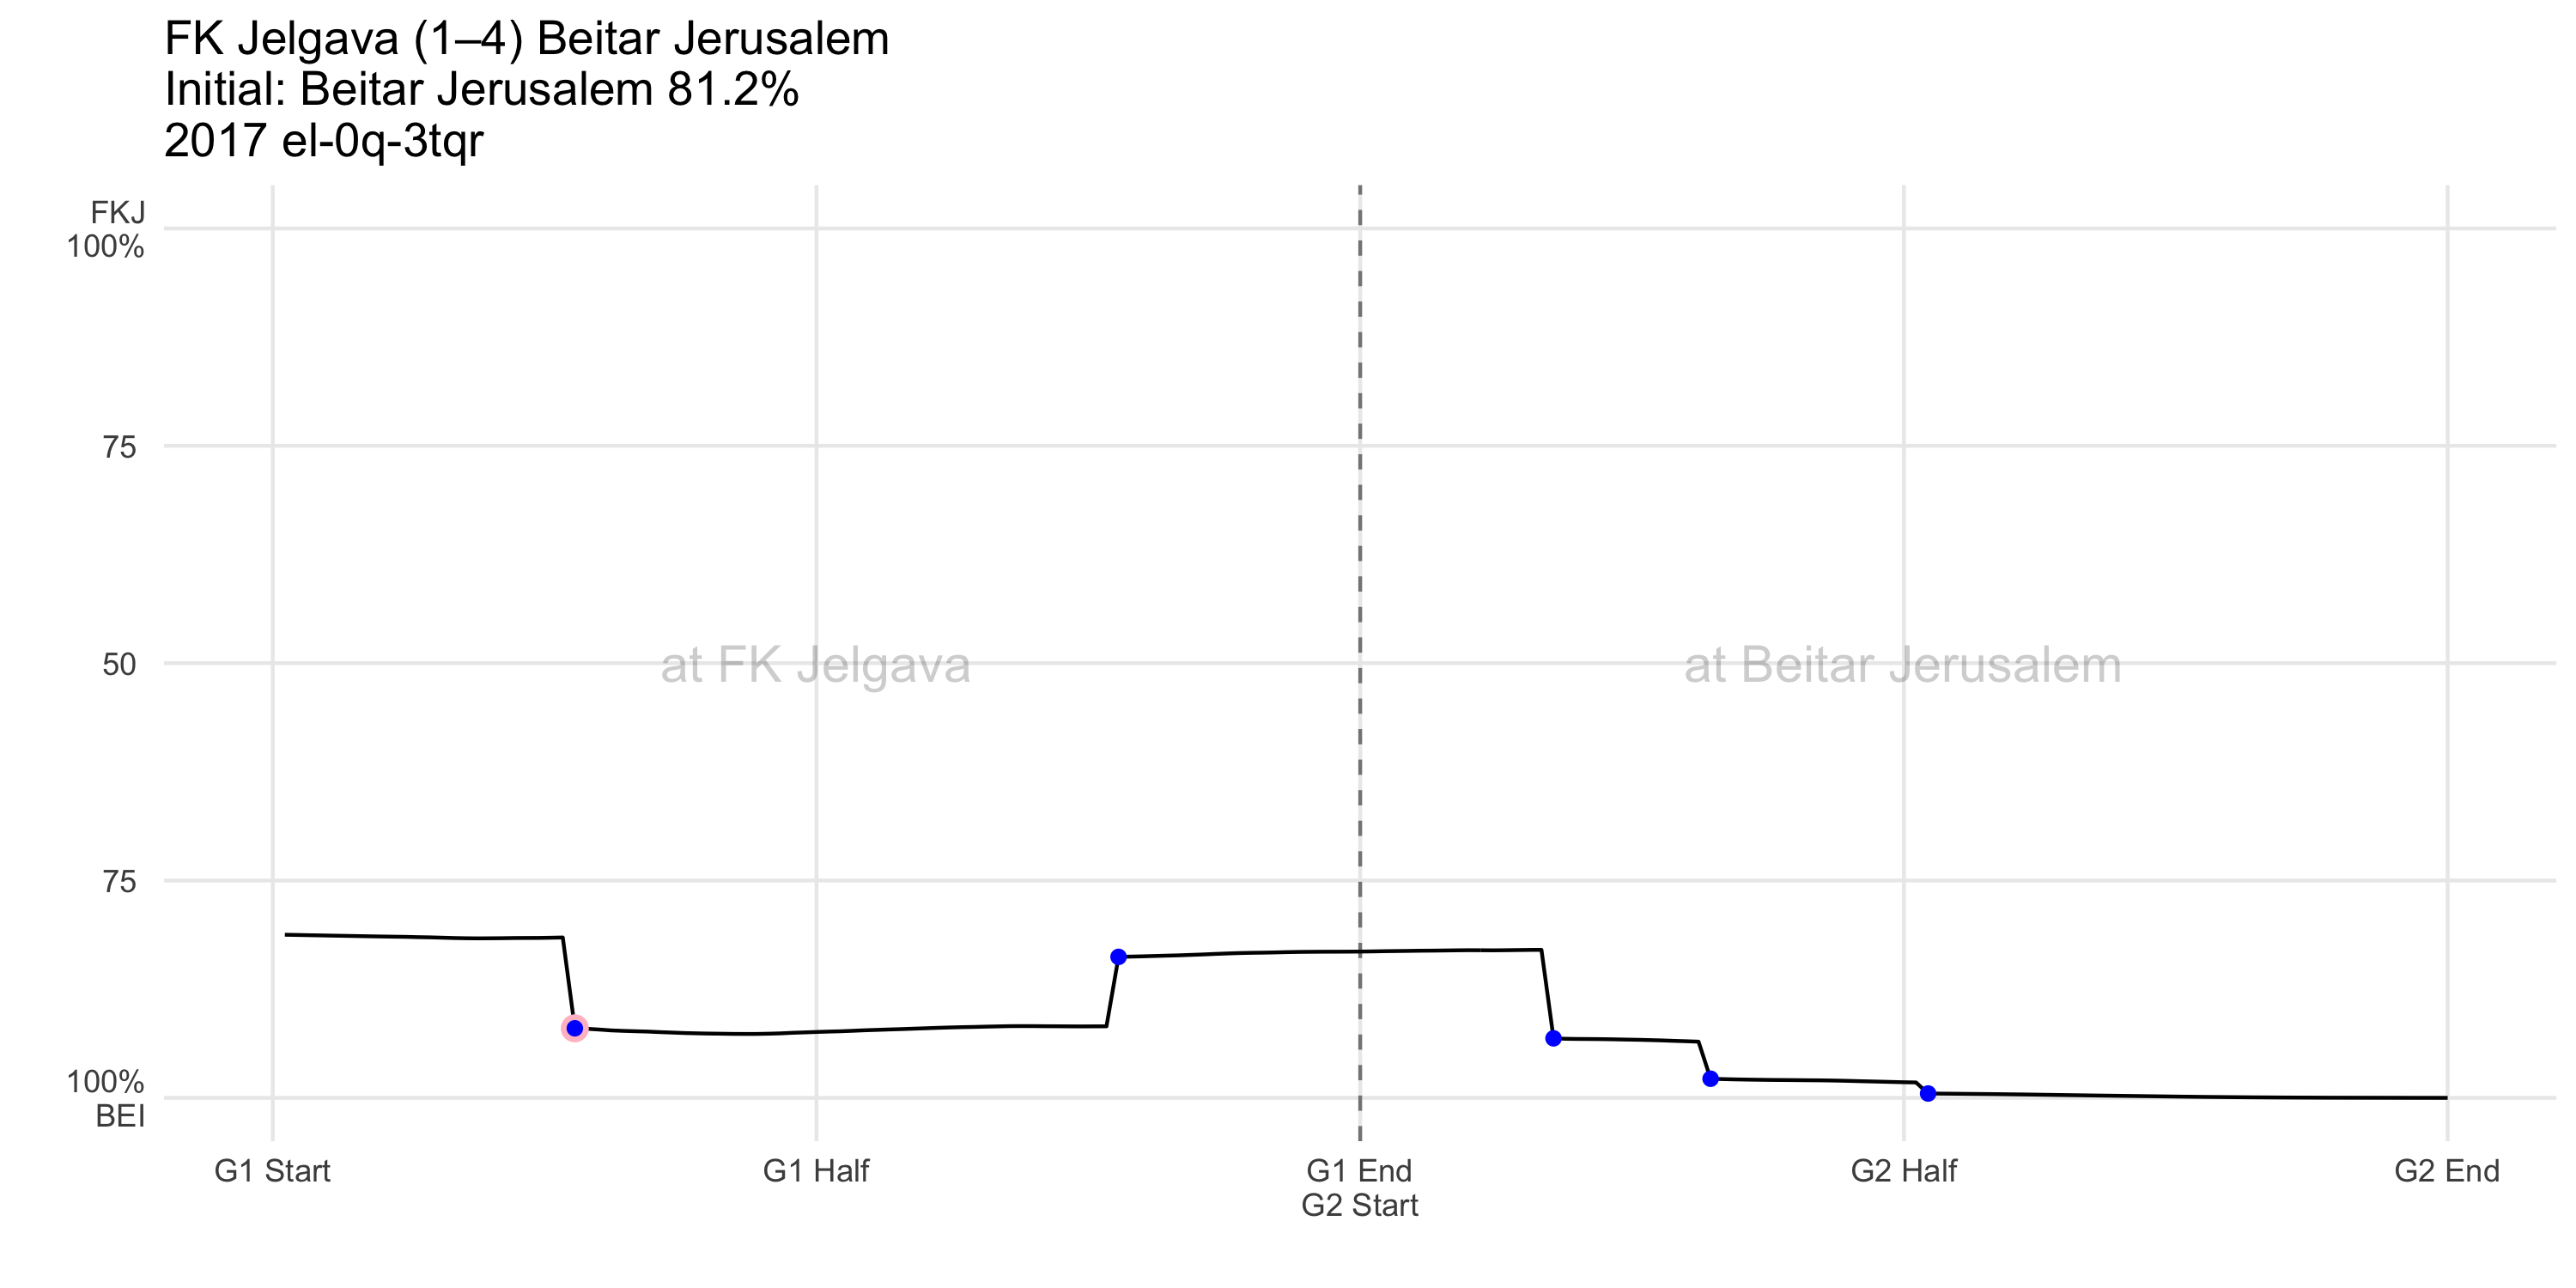 FK Jelgava (1–4) Beitar Jerusalem
Initial: Beitar Jerusalem 81.2%
2017 el-0q-3tqr
FKJ
100%
75
50
75
100%
BEI
at FK Jelgava
at Beitar Jerusalem
G1 Start
G1 Half
G1 End
G2 Start
G2 Half
G2 End